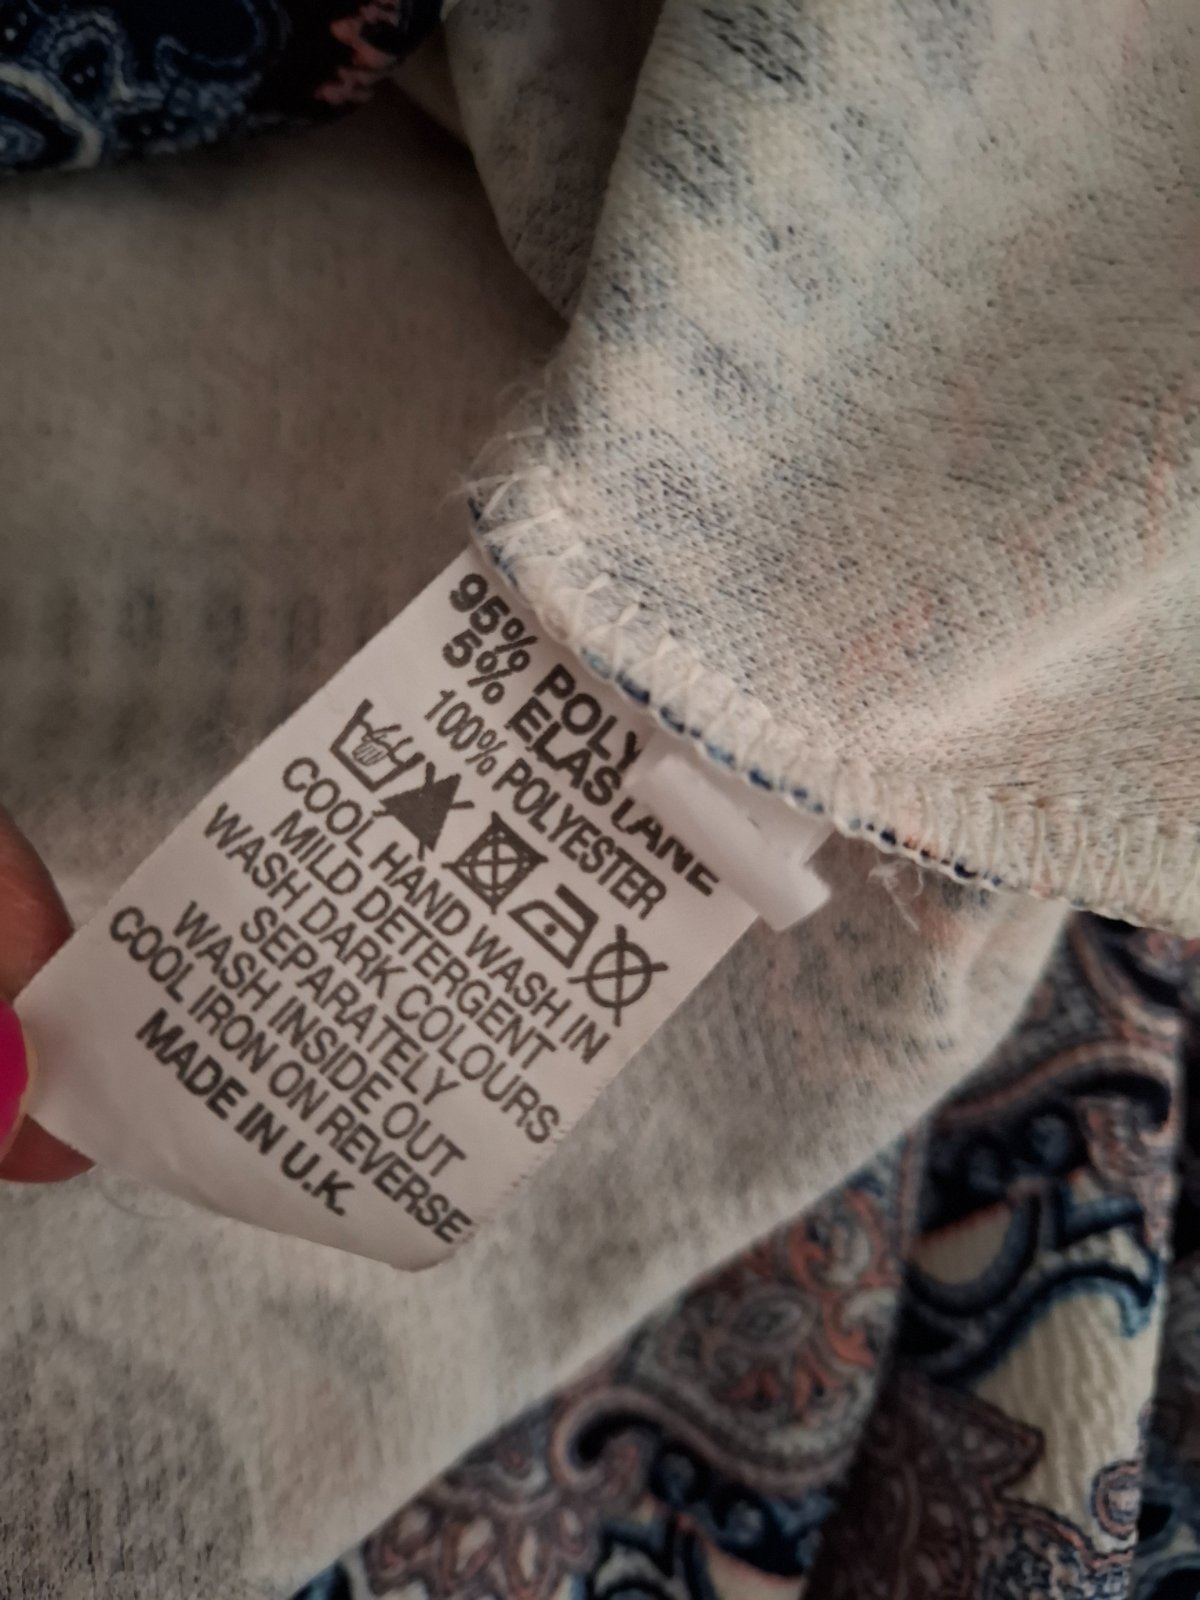 95% POLY
5% ELASTANE
100% POLYESTER
COOL HAND WASH IN
MILD DETERGENT
WASH DARK COLOURS
SEPARATELY
WASH INSIDE OUT
COOL IRON ON REVERSE
MADE IN U.K.